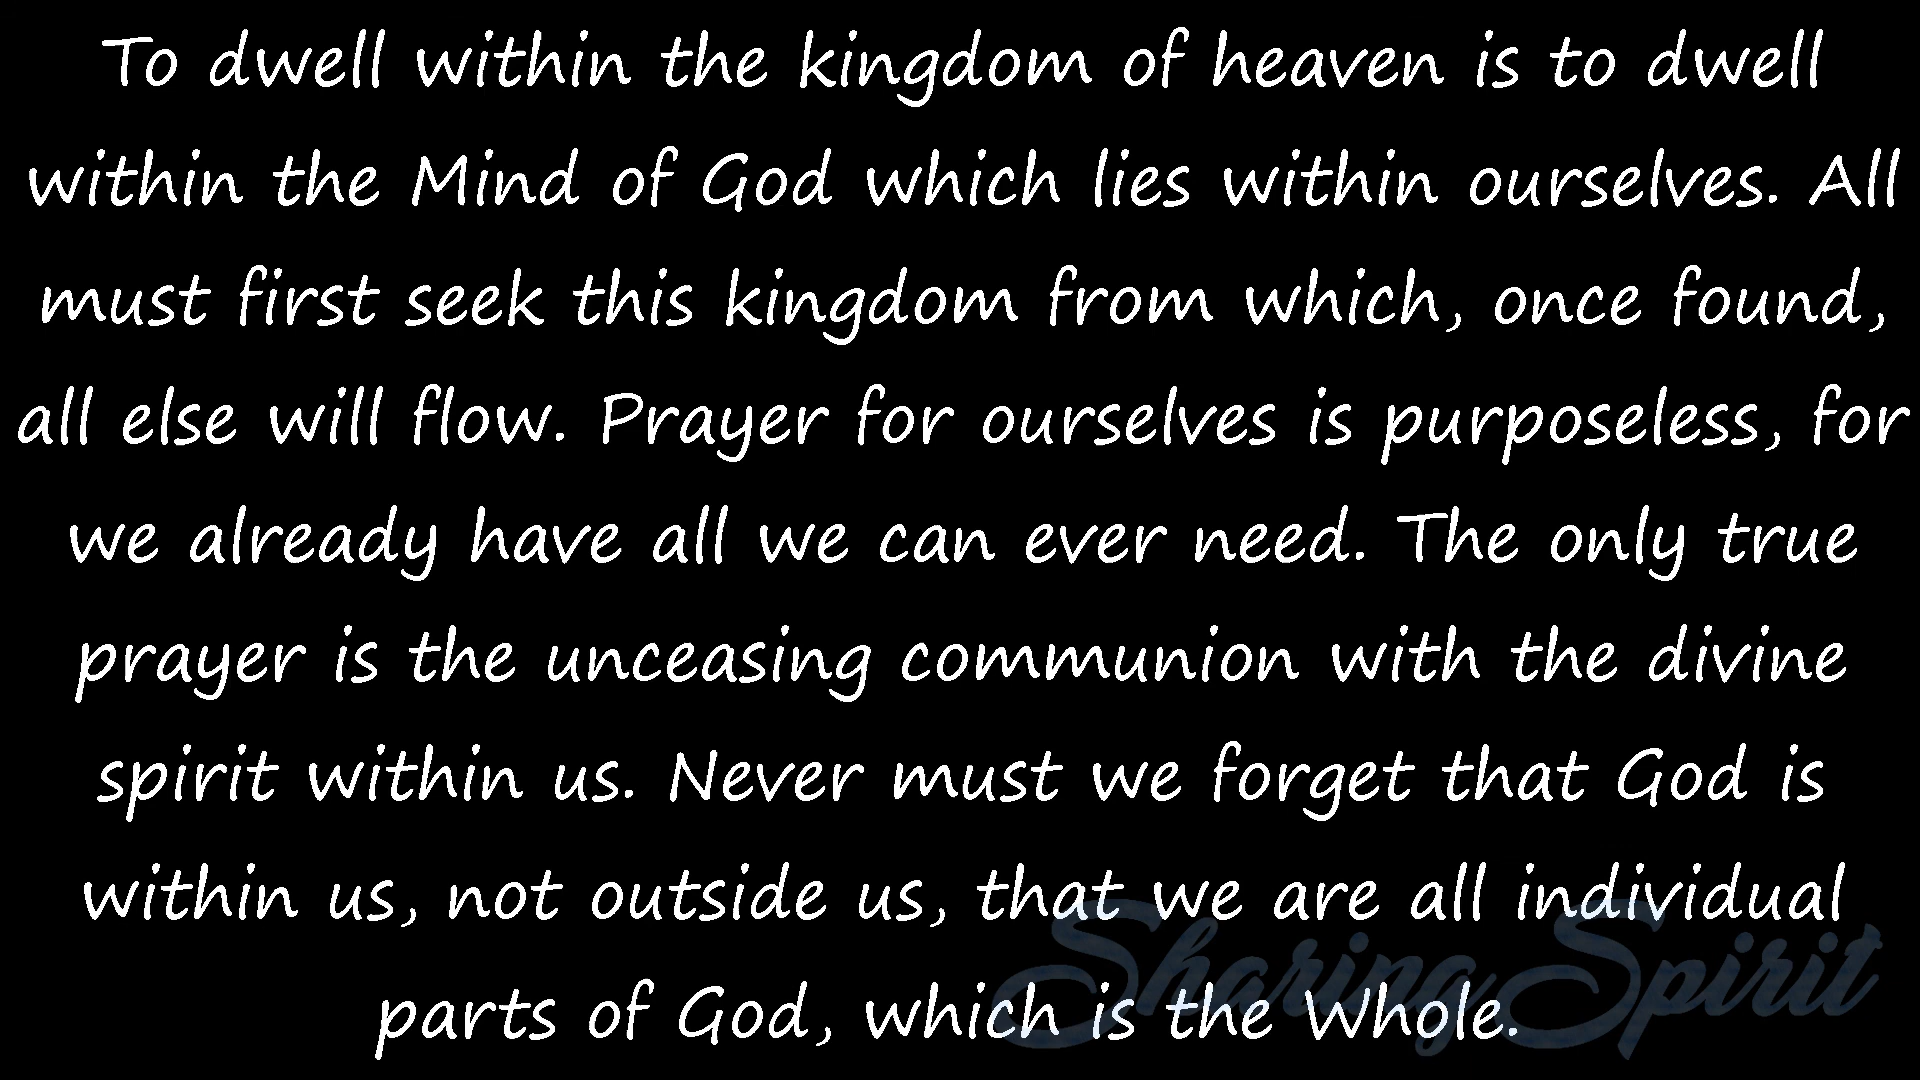 To dwell within the kingdom of heaven is to dwell
within the Mind of God which lies within ourselves. All
must first seek this kingdom from which, once found,
all else will flow. Prayer for ourselves is purposeless, for
we already have all we can ever need. The only true
prayer is the unceasing communion with the divine
spirit within us. Never must we forget that God is
within us, not outside us, that we are all individual
parts of God, which is the Whole.
Sharing Spirit